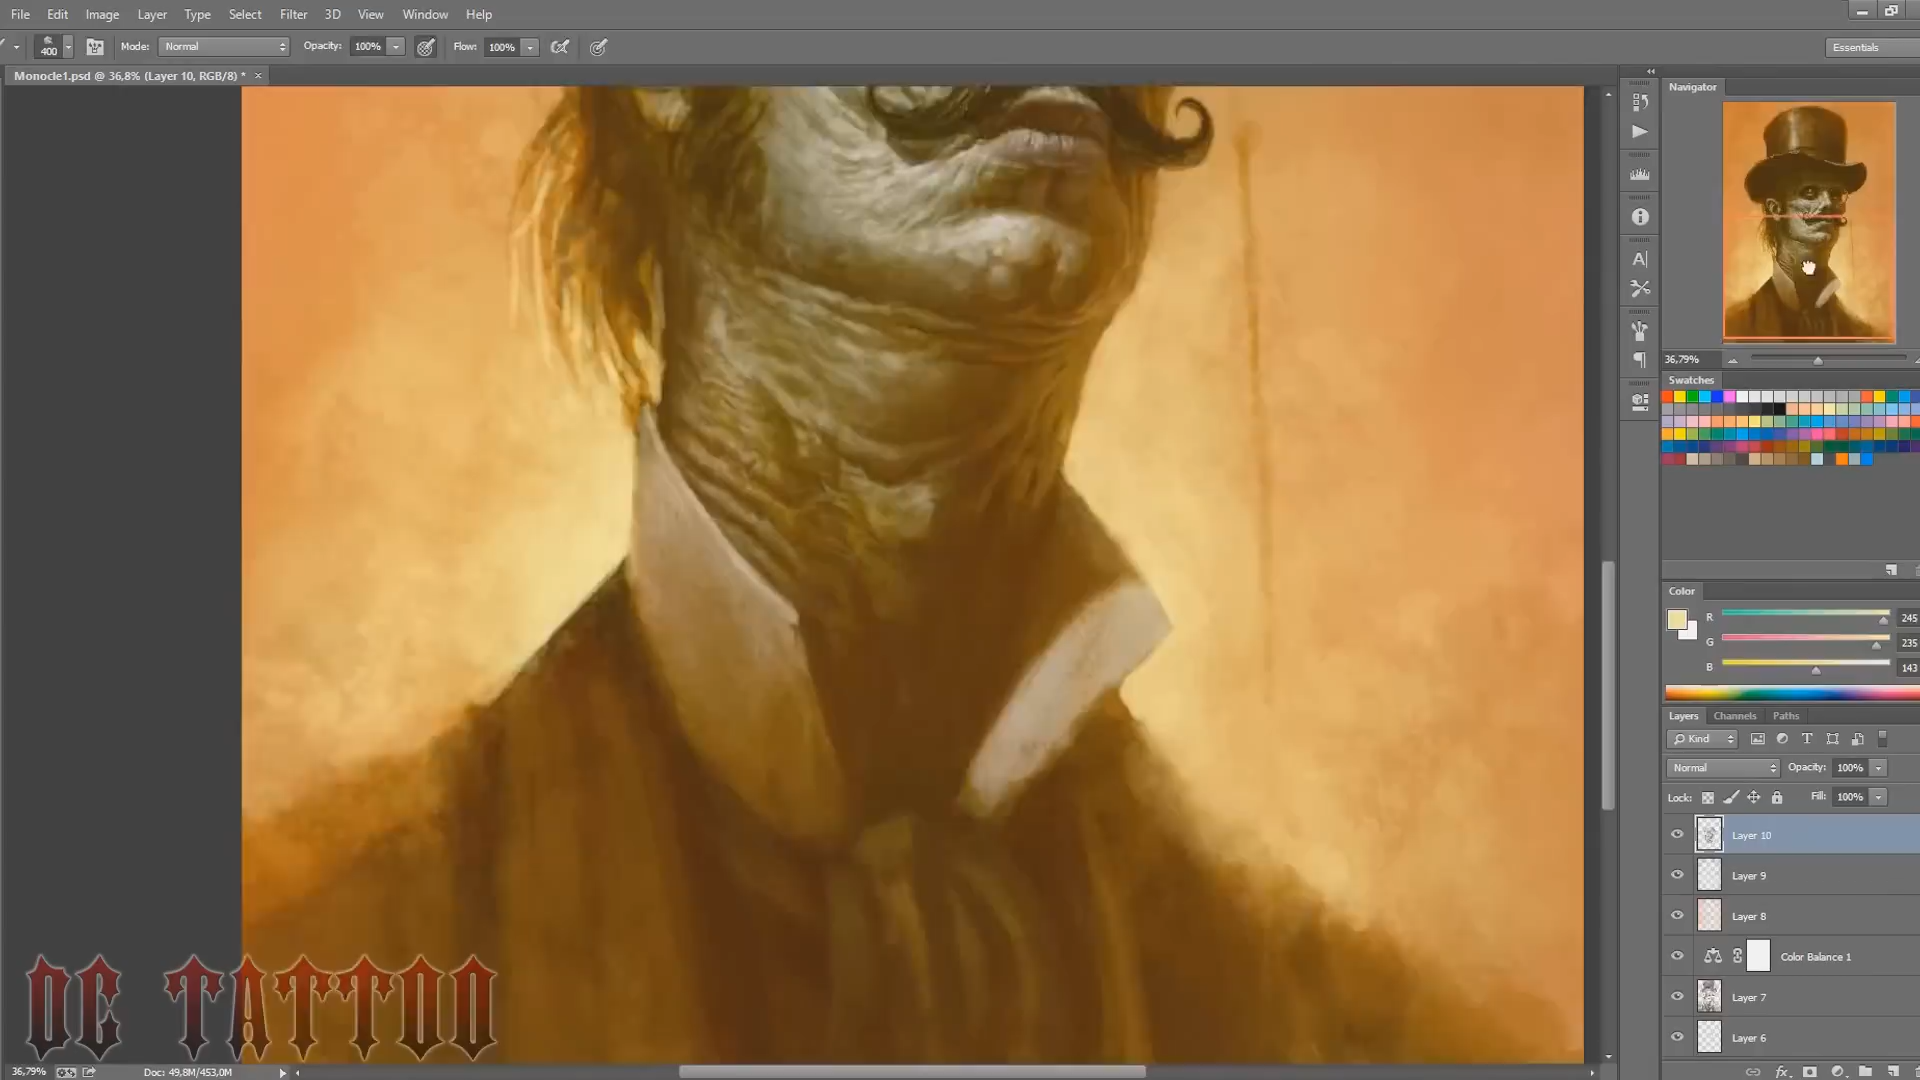 File Edit Image Layer Type Select Filter 3D View Window Help
400 Mode: Normal Opacity: 100% Flow: 100% Essentials
Monocle1.psd @ 36,8% (Layer 10, RGB/8) * ×
Navigator
36,79%
Swatches
Color
R 245
G 235
B 143
Layers Channels Paths
Kind
Normal Opacity: 100%
Lock: Fill: 100%
Layer 10
Layer 9
Layer 8
Color Balance 1
Layer 7
Layer 6
DE TATTOO
36,79% Doc: 49,8M/453,0M